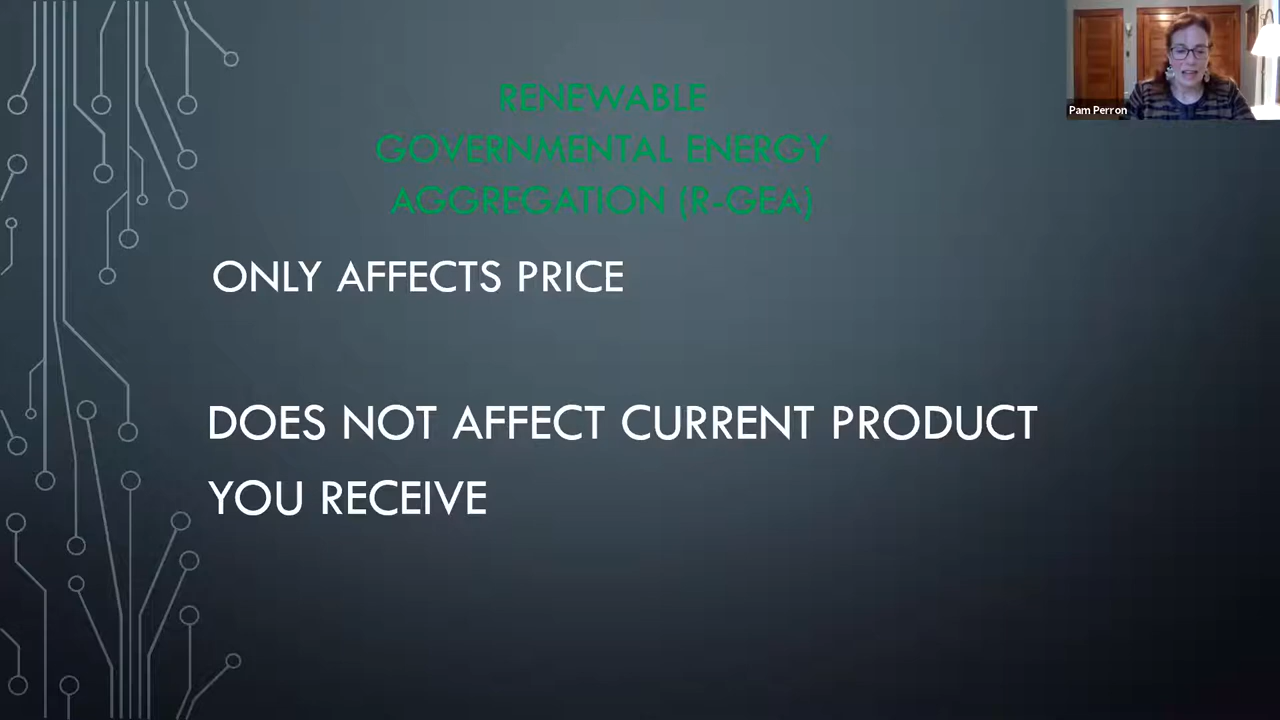 RENEWABLE
GOVERNMENTAL ENERGY
AGGREGATION (R-GEA)
ONLY AFFECTS PRICE
DOES NOT AFFECT CURRENT PRODUCT
YOU RECEIVE
Pam Perron